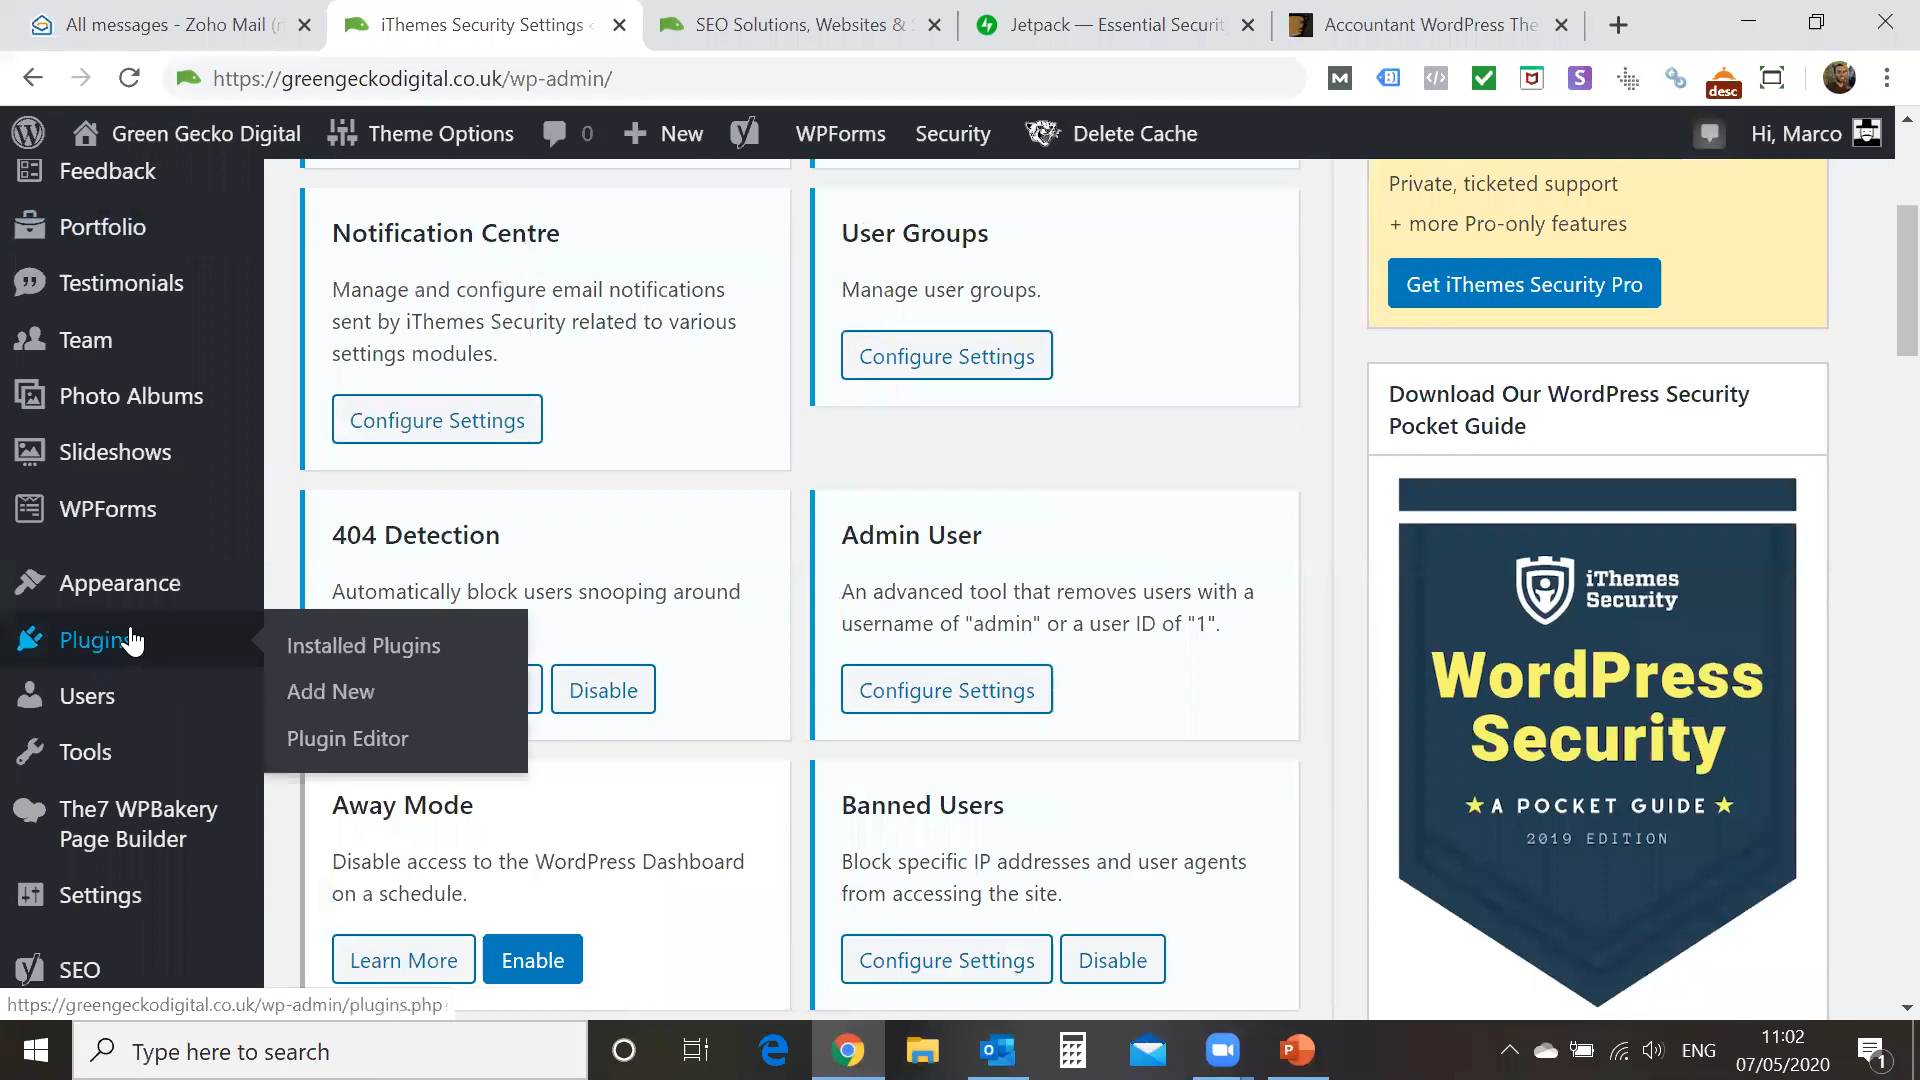 All messages - Zoho Mail (r
iThemes Security Settings
SEO Solutions, Websites &
Jetpack — Essential Securit
Accountant WordPress The
https://greengeckodigital.co.uk/wp-admin/
desc
Green Gecko Digital
Theme Options
0
New
WPForms
Security
Delete Cache
Hi, Marco
Feedback
Portfolio
Testimonials
Team
Photo Albums
Slideshows
WPForms
Appearance
Plugins
Users
Tools
The7 WPBakery
Page Builder
Settings
SEO
Installed Plugins
Add New
Plugin Editor
Notification Centre
Manage and configure email notifications
sent by iThemes Security related to various
settings modules.
Configure Settings
User Groups
Manage user groups.
Configure Settings
404 Detection
Automatically block users snooping around
Disable
Admin User
An advanced tool that removes users with a
username of "admin" or a user ID of "1".
Configure Settings
Away Mode
Disable access to the WordPress Dashboard
on a schedule.
Learn More
Enable
Banned Users
Block specific IP addresses and user agents
from accessing the site.
Configure Settings
Disable
Private, ticketed support
+ more Pro-only features
Get iThemes Security Pro
Download Our WordPress Security
Pocket Guide
iThemes
Security
WordPress
Security
A POCKET GUIDE
2019 EDITION
https://greengeckodigital.co.uk/wp-admin/plugins.php
Type here to search
ENG
11:02
07/05/2020
1